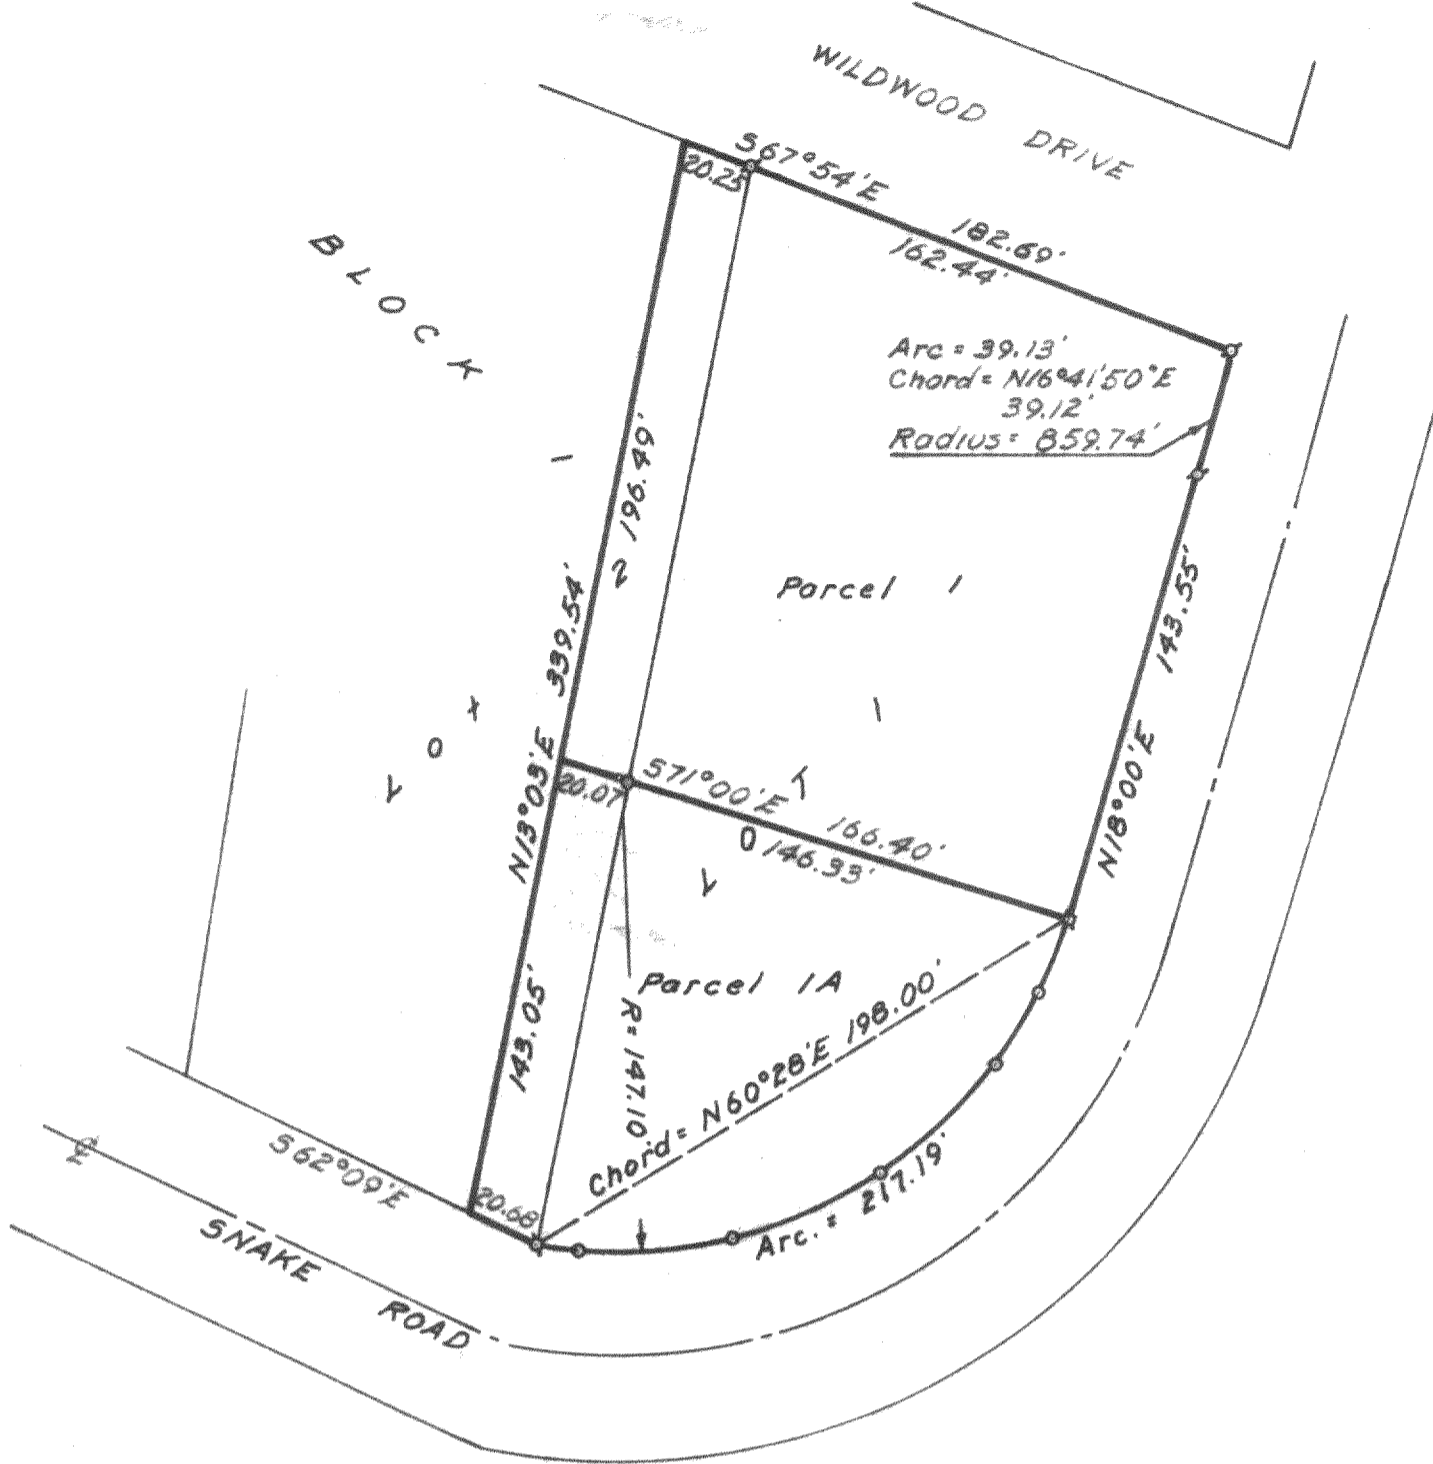 WILDWOOD DRIVE
S67°54'E 182.69'
20.25
162.44'
BLOCK 1
Arc = 39.13'
Chord = N16°41'50"E
39.12'
Radius = 859.74'
196.49'
2
Parcel 1
143.55'
N18°00'E
N13°03'E 339.54'
LOT 1
S71°00'E 166.40'
20.07
146.33'
Parcel 1A
R= 147.10'
143.05'
Chord = N60°28'E 198.00'
Arc. = 217.19'
S62°09'E
20.68
SNAKE ROAD